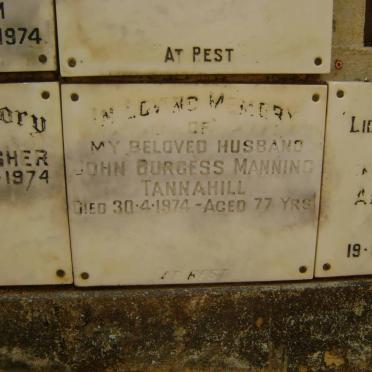 1974
AT REST
ory
GHER
1974
IN LOVING MEMORY
OF
MY BELOVED HUSBAND
JOHN BURGESS MANNING
TANNAHILL
DIED 30·4·1974 - AGED 77 YRS
AT REST
19·